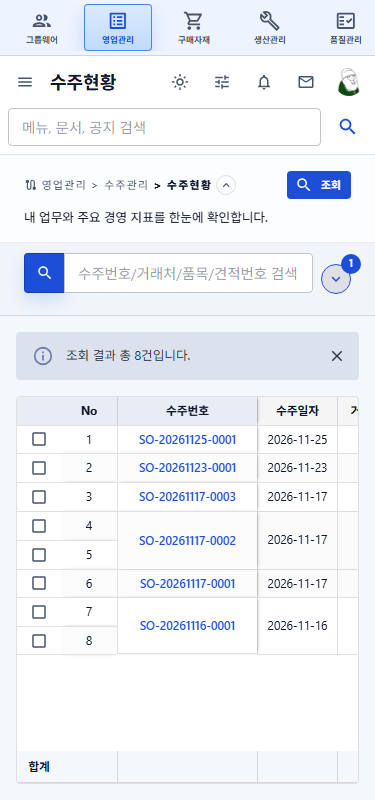 그룹웨어 영업관리 구매자재 생산관리 품질관리
수주현황
메뉴, 문서, 공지 검색
영업관리 > 수주관리 > 수주현황 조회
내 업무와 주요 경영 지표를 한눈에 확인합니다.
수주번호/거래처/품목/견적번호 검색 1
조회 결과 총 8건입니다.
No 수주번호 수주일자
1 SO-20261125-0001 2026-11-25
2 SO-20261123-0001 2026-11-23
3 SO-20261117-0003 2026-11-17
4
SO-20261117-0002 2026-11-17
5
6 SO-20261117-0001 2026-11-17
7
SO-20261116-0001 2026-11-16
8
합계